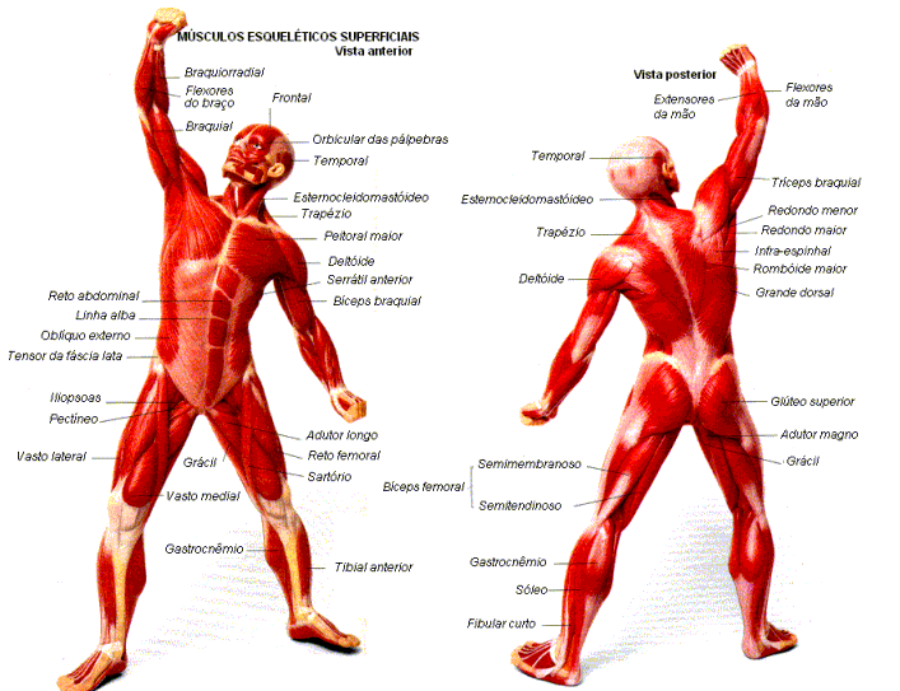 MÚSCULOS ESQUELÉTICOS SUPERFICIAIS
Vista anterior
Braquiorradial
Flexores
do braço
Frontal
Braquial
Orbicular das pálpebras
Temporal
Esternocleidomastóideo
Trapézio
Peitoral maior
Deltóide
Serrátil anterior
Bíceps braquial
Reto abdominal
Linha alba
Oblíquo externo
Tensor da fáscia lata
Iliopsoas
Pectíneo
Adutor longo
Reto femoral
Vasto lateral
Grácil
Sartório
Vasto medial
Gastrocnêmio
Tibial anterior
Vista posterior
Extensores
da mão
Flexores
da mão
Temporal
Tríceps braquial
Esternocleidomastóideo
Redondo menor
Trapézio
Redondo maior
Infra-espinhal
Rombóide maior
Deltóide
Grande dorsal
Glúteo superior
Adutor magno
Grácil
Semimembranoso
Bíceps femoral
Semitendinoso
Gastrocnêmio
Sóleo
Fibular curto